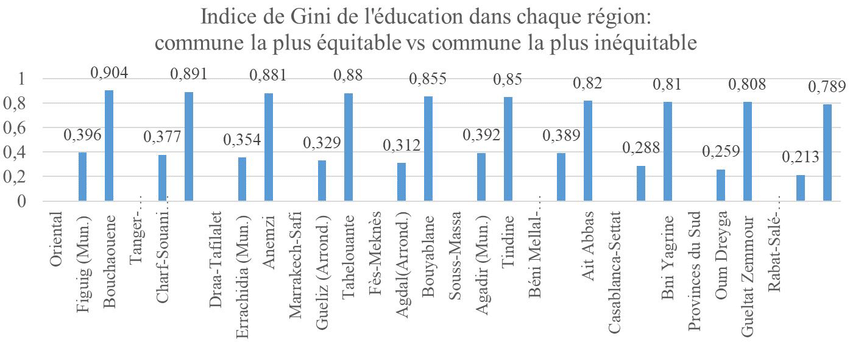 Indice de Gini de l'éducation dans chaque région:
commune la plus équitable vs commune la plus inéquitable
1
0,8
0,6
0,4
0,2
0
0,396
0,904
0,377
0,891
0,354
0,881
0,329
0,88
0,312
0,855
0,392
0,85
0,389
0,82
0,288
0,81
0,259
0,808
0,213
0,789
Oriental
Figuig (Mun.)
Bouchaouene
Tanger-…
Charf-Souani…
Draa-Tafilalet
Errachidia (Mun.)
Anemzi
Marrakech-Safi
Gueliz (Arrond.)
Tahelouante
Fès-Meknès
Agdal(Arrond.)
Bouyablane
Souss-Massa
Agadir (Mun.)
Tindine
Béni Mellal-…
Ait Abbas
Casablanca-Settat
Bni Yagrine
Provinces du Sud
Oum Dreyga
Gueltat Zemmour
Rabat-Salé-…